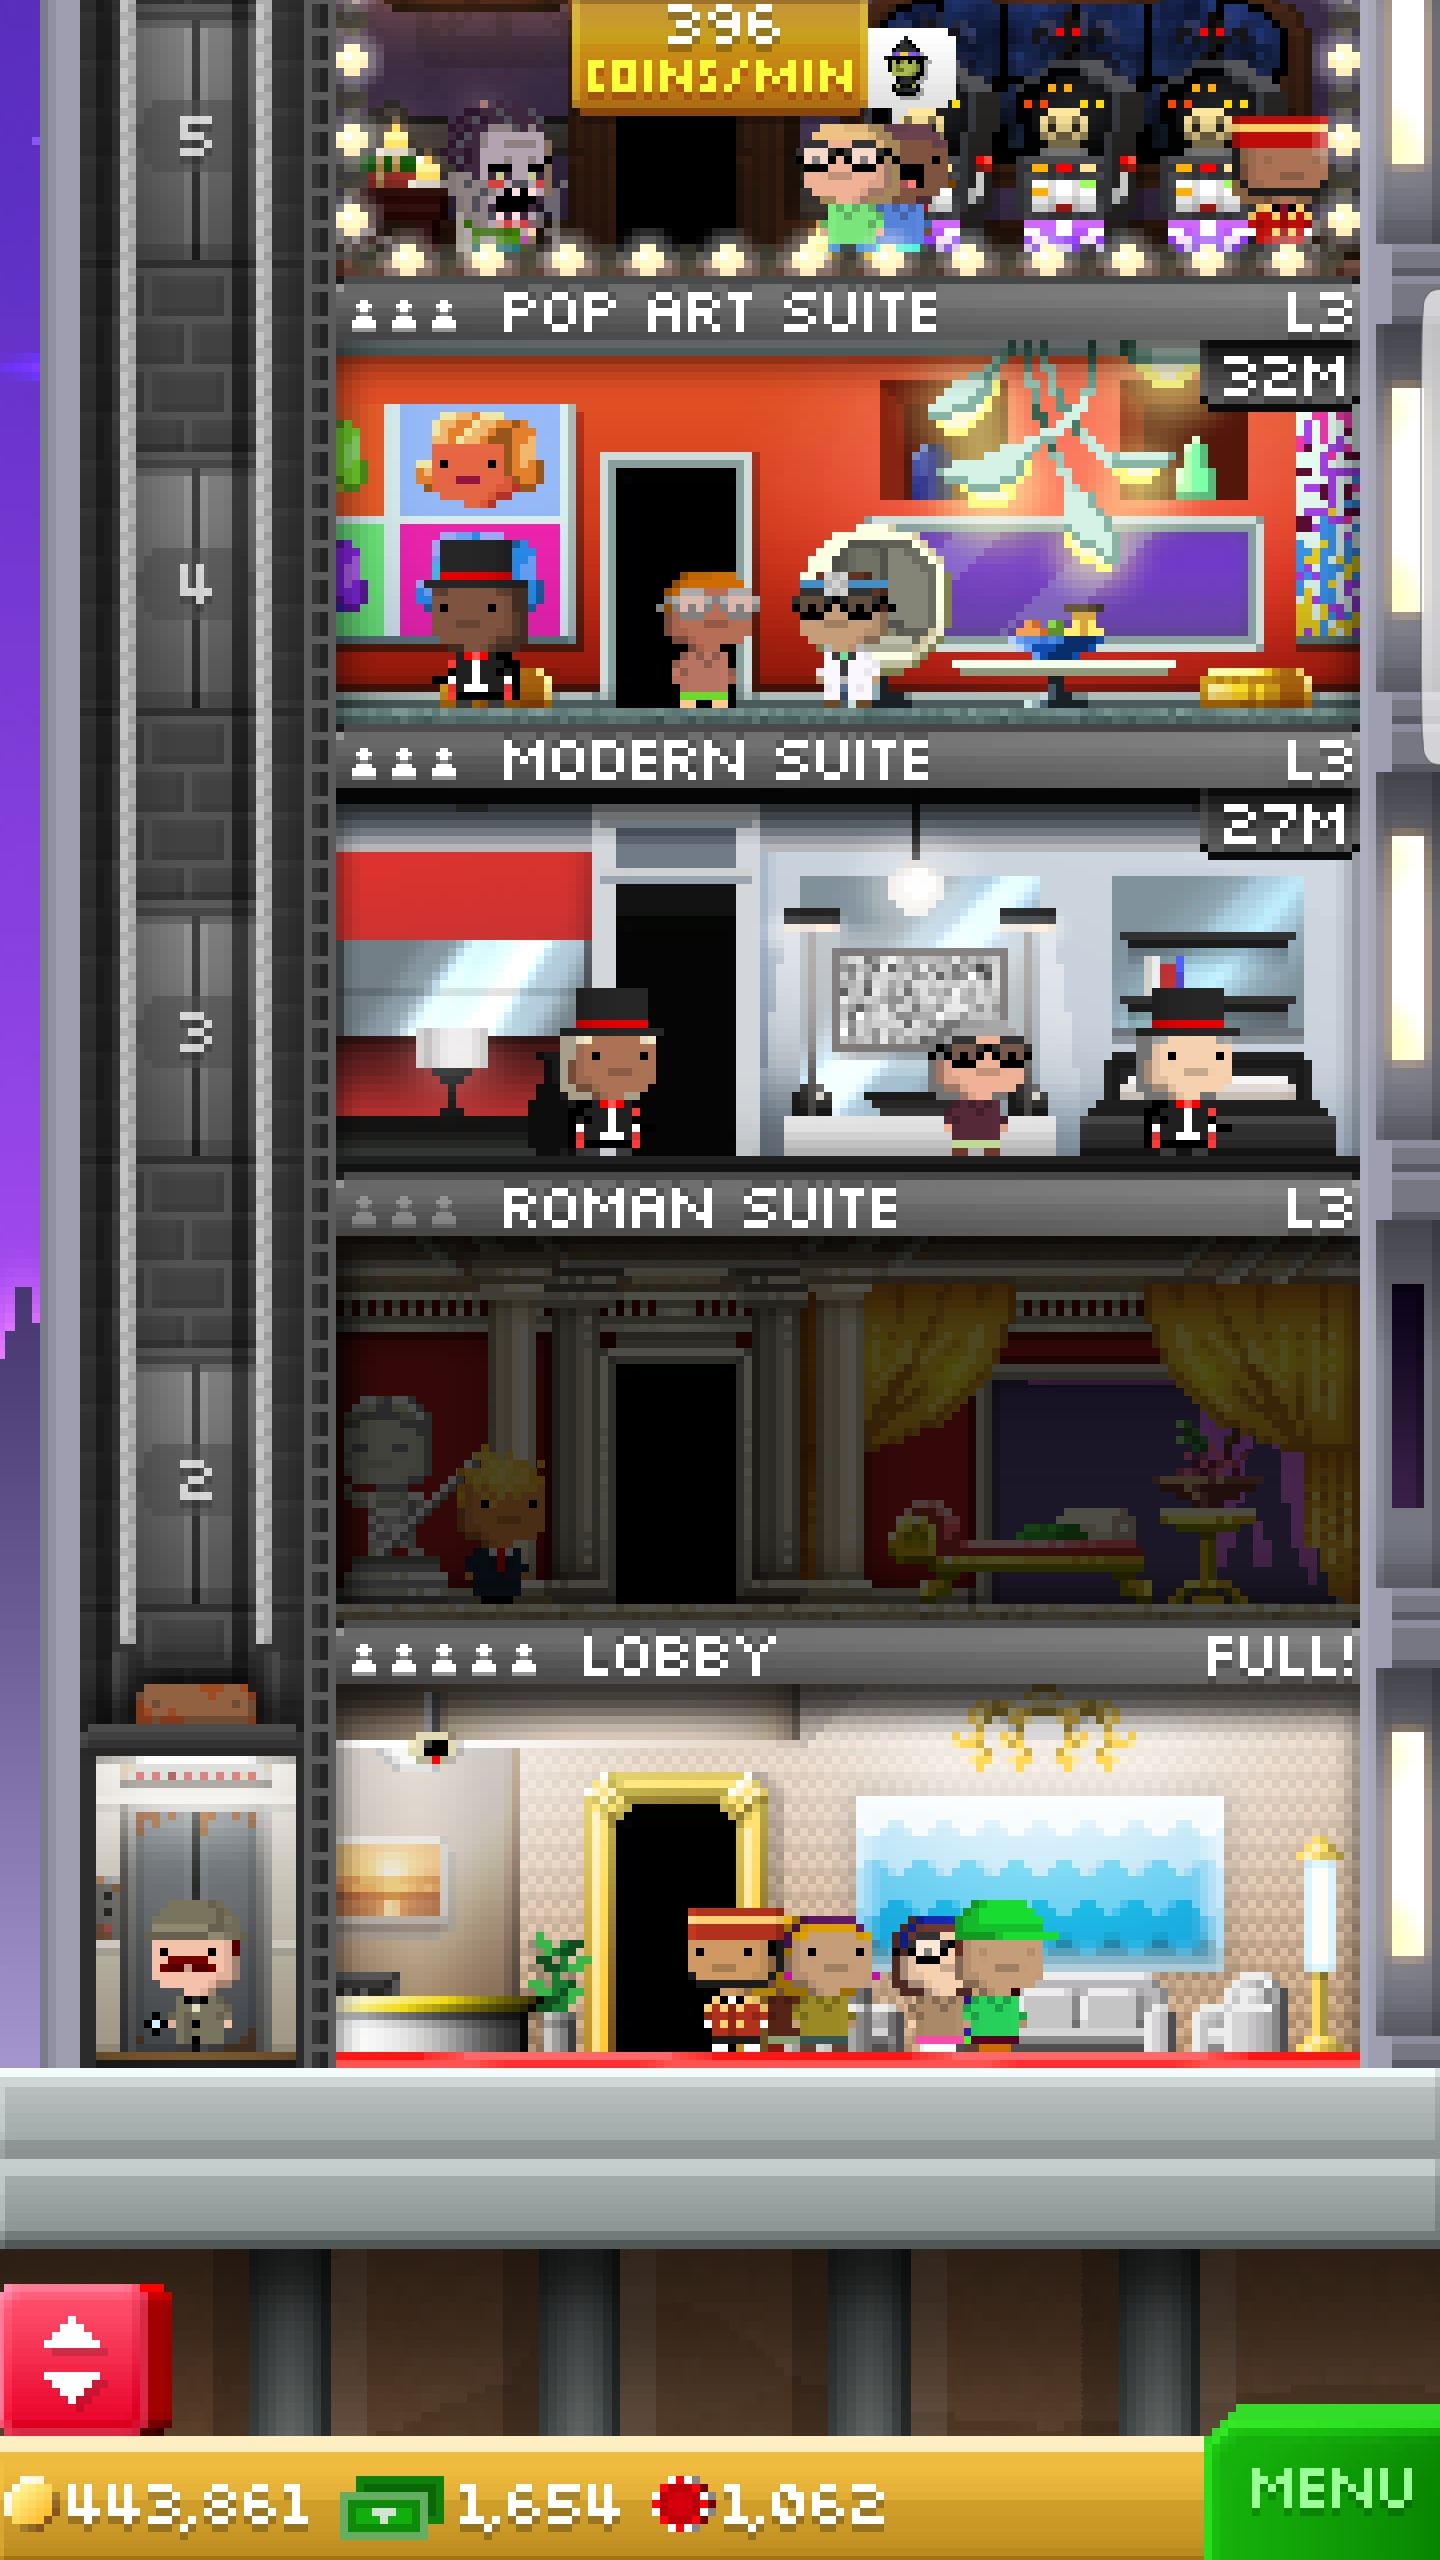 396
COINS/MIN
5
POP ART SUITE L3
32M
4
MODERN SUITE L3
27M
3
ROMAN SUITE L3
2
LOBBY FULL!
443,861 1,654 1,062
MENU